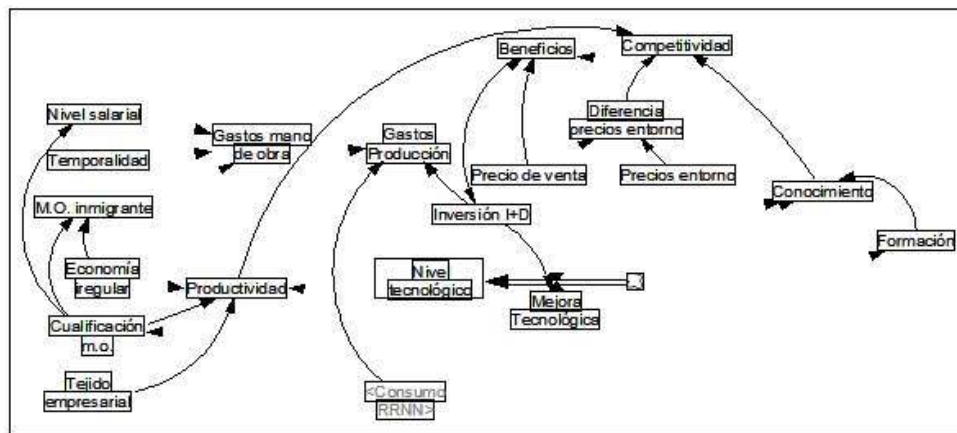 Beneficios
Competitividad
Nivel salarial
Gastos mano
de obra
Gastos
Producción
Diferencia
precios entorno
Temporalidad
Precio de venta
Precios entorno
Conocimiento
M.O. inmigrante
Inversión I+D
Formación
Economía
iregular
Productividad
Nivel
tecnológico
Mejora
Tecnológica
Cualificación
m.o.
Tejido
empresarial
<Consumo
RRNN>